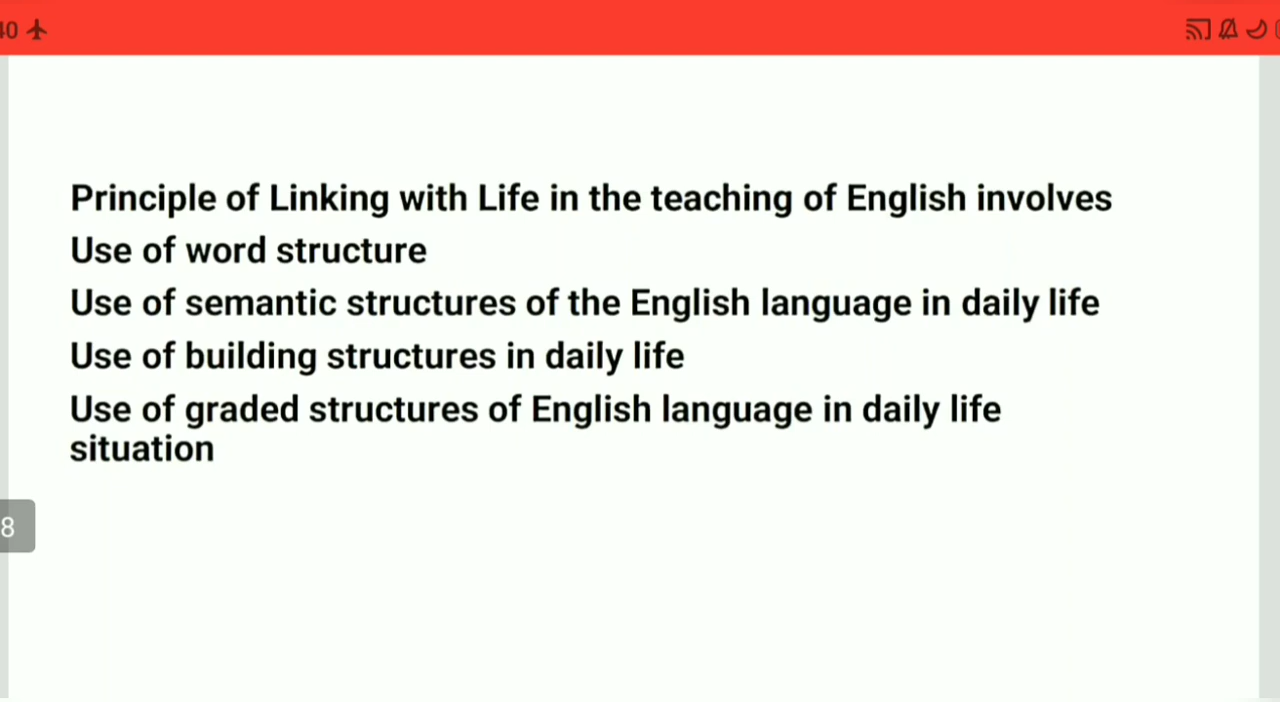 40
Principle of Linking with Life in the teaching of English involves
Use of word structure
Use of semantic structures of the English language in daily life
Use of building structures in daily life
Use of graded structures of English language in daily life
situation
8